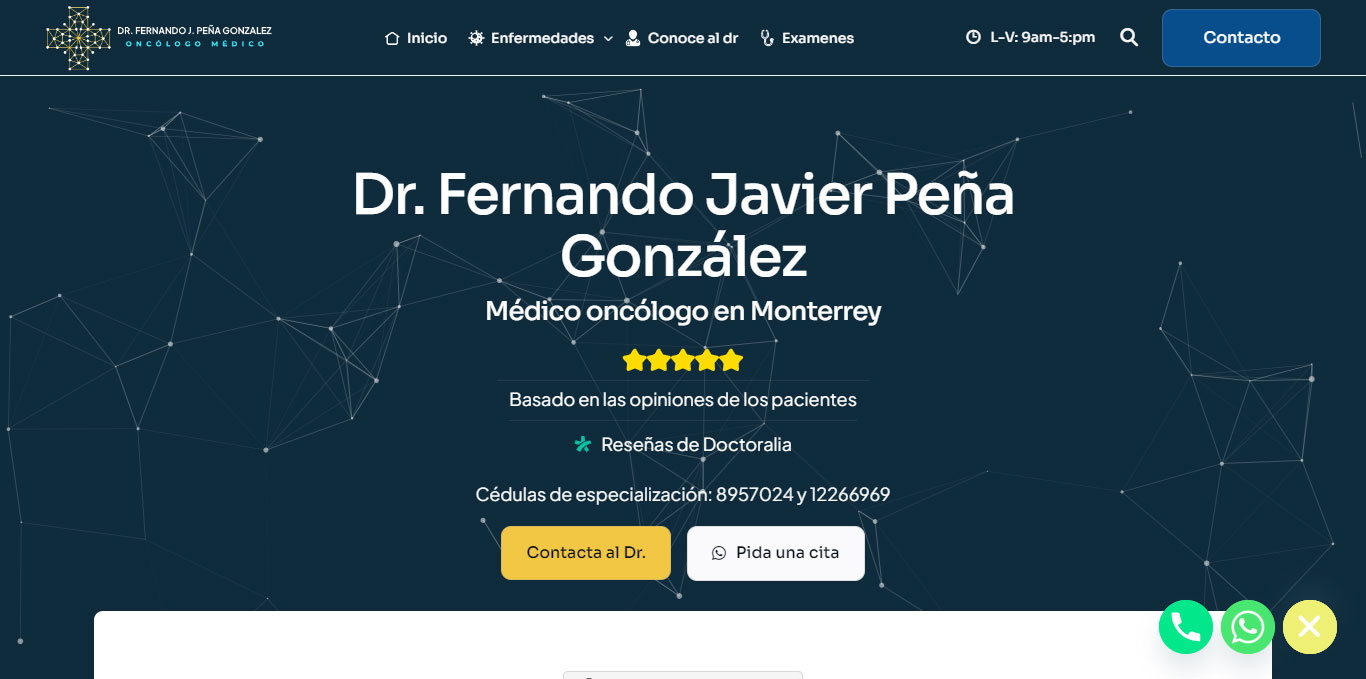 DR. FERNANDO J. PEÑA GONZALEZ
ONCÓLOGO MÉDICO
Inicio
Enfermedades
Conoce al dr
Examenes
L-V: 9am-5:pm
Contacto
Dr. Fernando Javier Peña
González
Médico oncólogo en Monterrey
Basado en las opiniones de los pacientes
Reseñas de Doctoralia
Cédulas de especialización: 8957024 y 12266969
Contacta al Dr.
Pida una cita